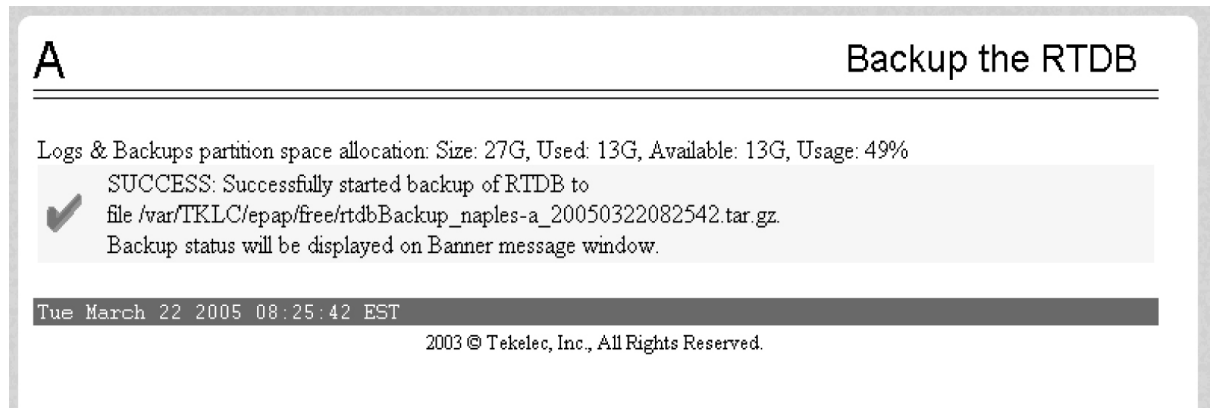 A
Backup the RTDB
Logs & Backups partition space allocation: Size: 27G, Used: 13G, Available: 13G, Usage: 49%
SUCCESS: Successfully started backup of RTDB to
file /var/TKLC/epap/free/rtdbBackup_naples-a_20050322082542.tar.gz.
Backup status will be displayed on Banner message window.
Tue March 22 2005 08:25:42 EST
2003 © Tekelec, Inc., All Rights Reserved.